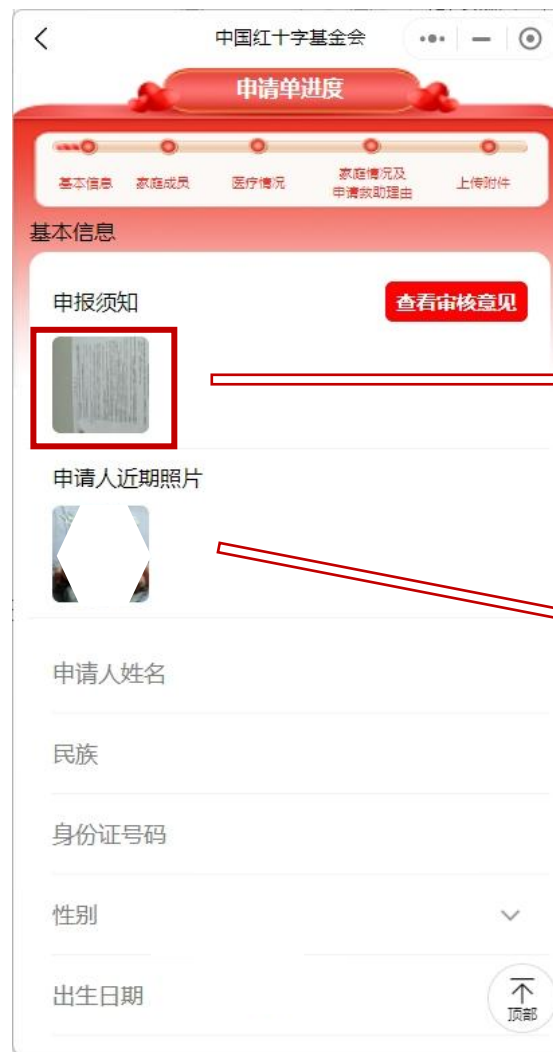 中国红十字基金会
申请单进度
基本信息
家庭成员
医疗情况
家庭情况及
申请救助理由
上传附件
基本信息
申报须知
查看审核意见
申请人近期照片
申请人姓名
民族
身份证号码
性别
出生日期
顶部